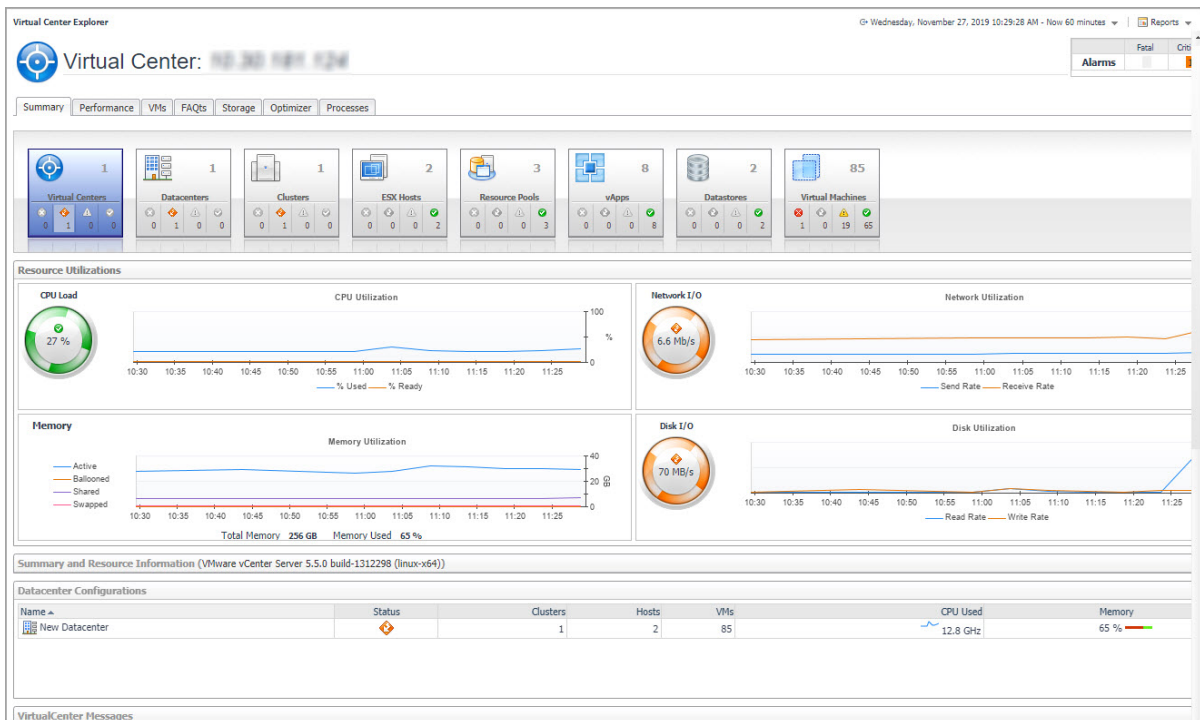 Virtual Center Explorer
Wednesday, November 27, 2019 10:29:28 AM - Now 60 minutes
Reports
Virtual Center:
Fatal
Alarms
Summary Performance VMs FAQts Storage Optimizer Processes
1 1 1 2 3 8 2 85
Virtual Centers Datacenters Clusters ESX Hosts Resource Pools vApps Datastores Virtual Machines
0 1 0 0 0 1 0 0 0 1 0 0 0 0 0 2 0 0 0 3 0 0 0 8 0 0 0 2 1 0 19 65
Resource Utilizations
CPU Load
CPU Utilization
27 %
100
%
0
10:30 10:35 10:40 10:45 10:50 10:55 11:00 11:05 11:10 11:15 11:20 11:25
% Used % Ready
Network I/O
Network Utilization
6.6 Mb/s
10:30 10:35 10:40 10:45 10:50 10:55 11:00 11:05 11:10 11:15 11:20 11:25
Send Rate Receive Rate
Memory
Memory Utilization
Active
Ballooned
Shared
Swapped
40
20
GB
0
10:30 10:35 10:40 10:45 10:50 10:55 11:00 11:05 11:10 11:15 11:20 11:25
Total Memory 256 GB Memory Used 65 %
Disk I/O
Disk Utilization
70 MB/s
10:30 10:35 10:40 10:45 10:50 10:55 11:00 11:05 11:10 11:15 11:20 11:25
Read Rate Write Rate
Summary and Resource Information (VMware vCenter Server 5.5.0 build-1312298 (linux-x64))
Datacenter Configurations
Name Status Clusters Hosts VMs CPU Used Memory
New Datacenter 1 2 85 12.8 GHz 65 %
VirtualCenter Messages